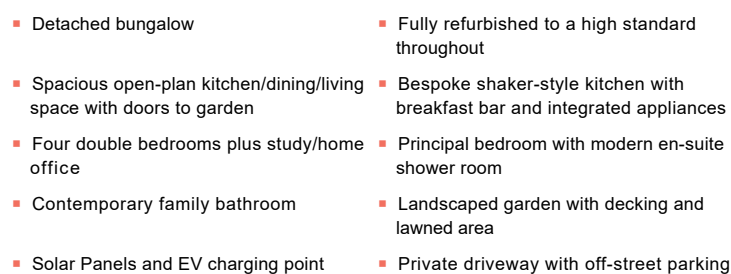 Detached bungalow
Fully refurbished to a high standard
throughout
Spacious open-plan kitchen/dining/living
space with doors to garden
Bespoke shaker-style kitchen with
breakfast bar and integrated appliances
Four double bedrooms plus study/home
office
Principal bedroom with modern en-suite
shower room
Contemporary family bathroom
Landscaped garden with decking and
lawned area
Solar Panels and EV charging point
Private driveway with off-street parking